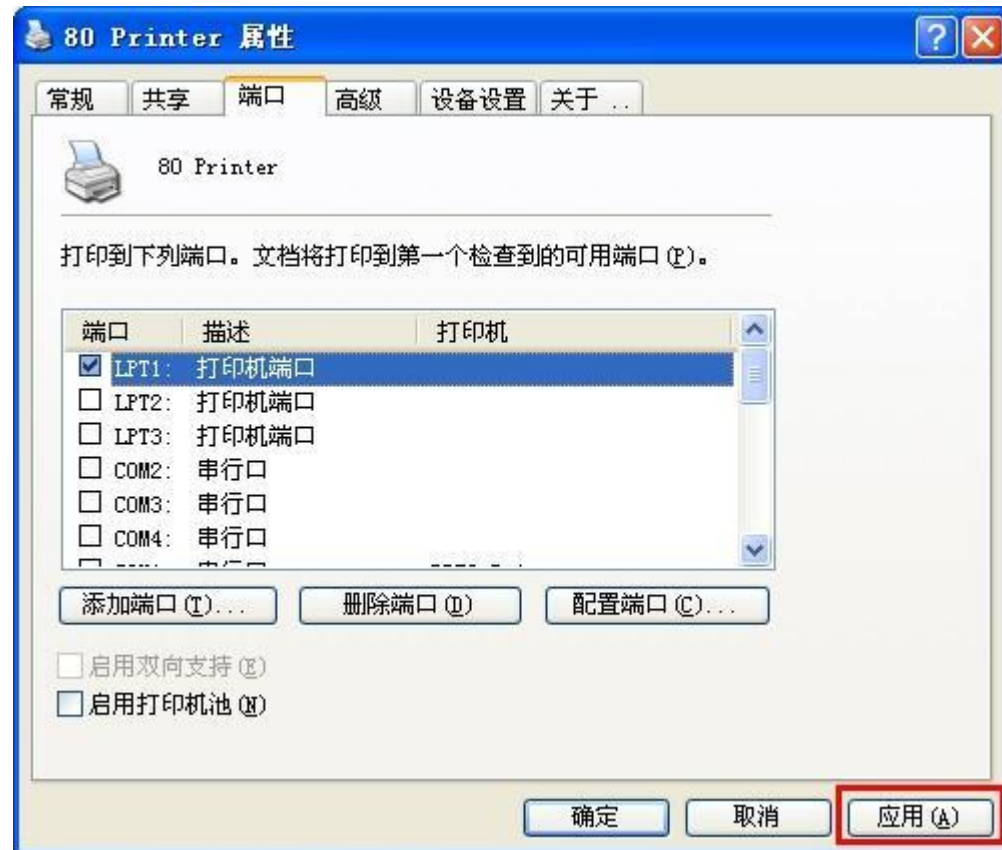 80 Printer 属性
常规 共享 端口 高级 设备设置 关于 ..
80 Printer
打印到下列端口。文档将打印到第一个检查到的可用端口(P)。
端口 描述 打印机
LPT1: 打印机端口
LPT2: 打印机端口
LPT3: 打印机端口
COM2: 串行口
COM3: 串行口
COM4: 串行口
添加端口(T)... 删除端口(D) 配置端口(C)...
启用双向支持(E)
启用打印机池(N)
确定 取消 应用(A)